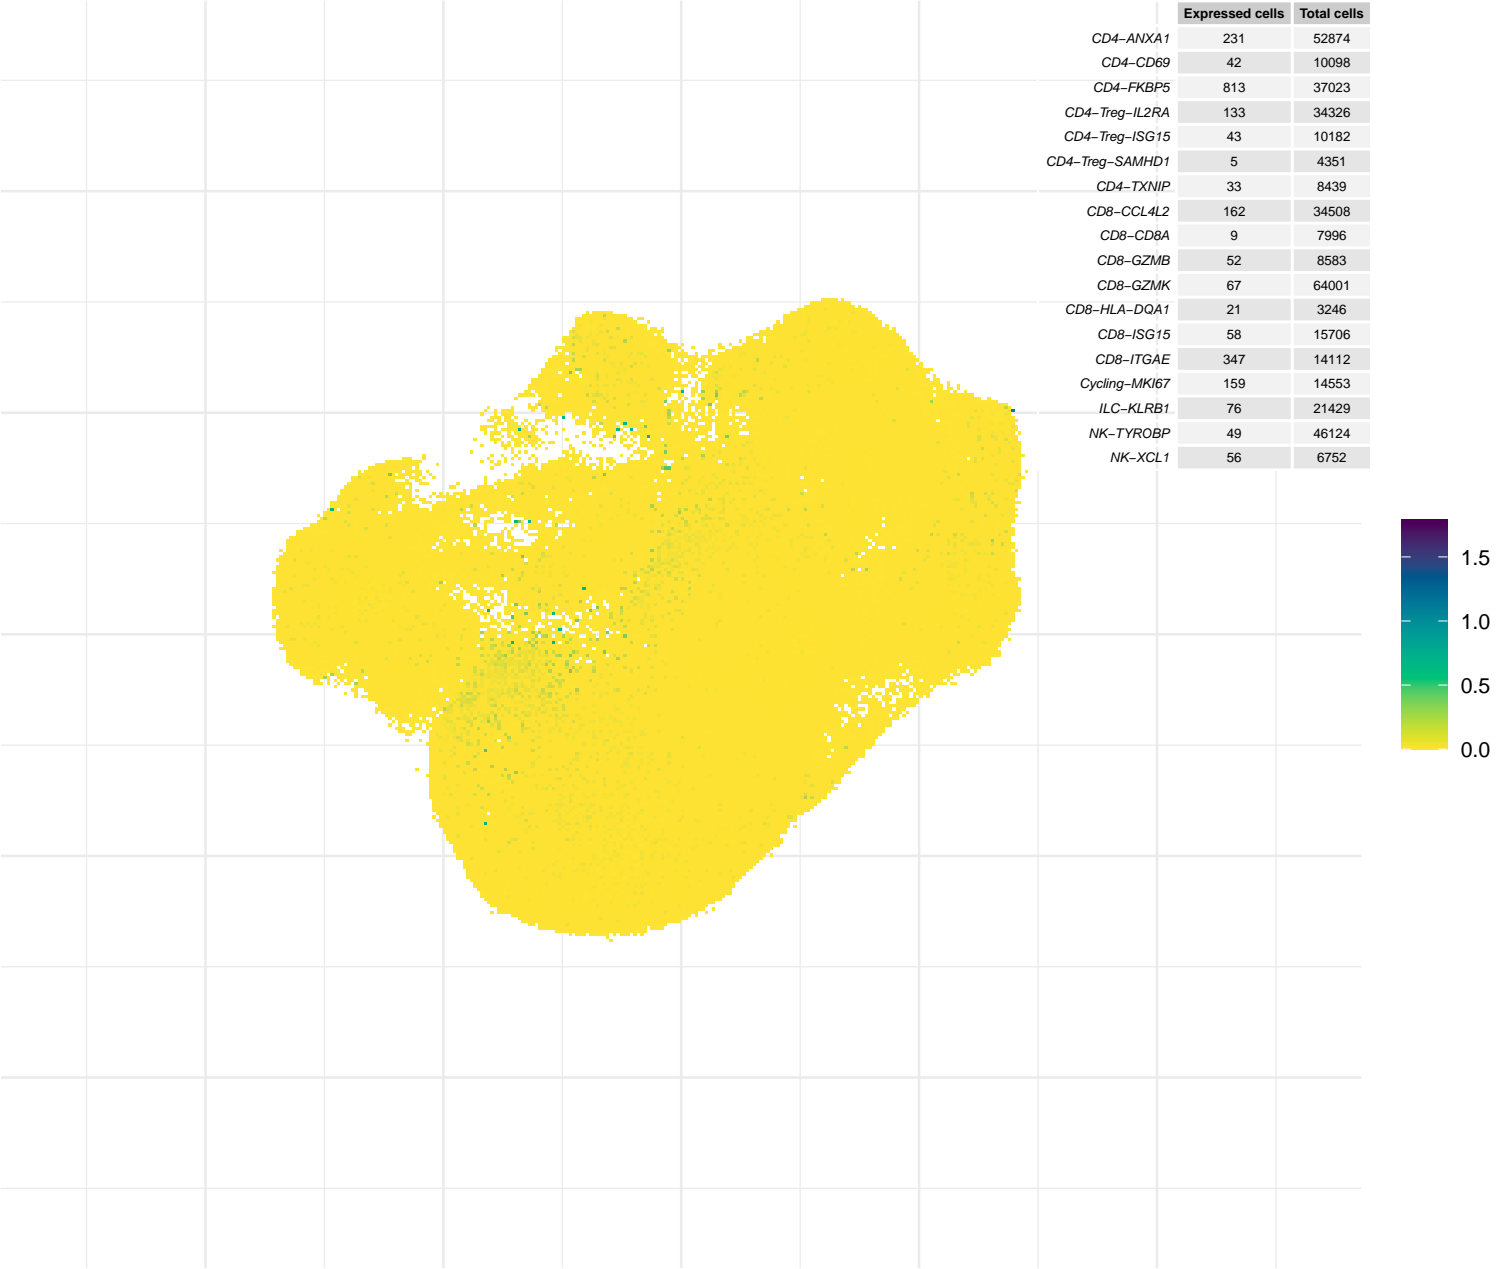 Expressed cells Total cells
CD4−ANXA1 231 52874
CD4−CD69 42 10098
CD4−FKBP5 813 37023
CD4−Treg−IL2RA 133 34326
CD4−Treg−ISG15 43 10182
CD4−Treg−SAMHD1 5 4351
CD4−TXNIP 33 8439
CD8−CCL4L2 162 34508
CD8−CD8A 9 7996
CD8−GZMB 52 8583
CD8−GZMK 67 64001
CD8−HLA−DQA1 21 3246
CD8−ISG15 58 15706
CD8−ITGAE 347 14112
Cycling−MKI67 159 14553
ILC−KLRB1 76 21429
NK−TYROBP 49 46124
NK−XCL1 56 6752
1.5
1.0
0.5
0.0